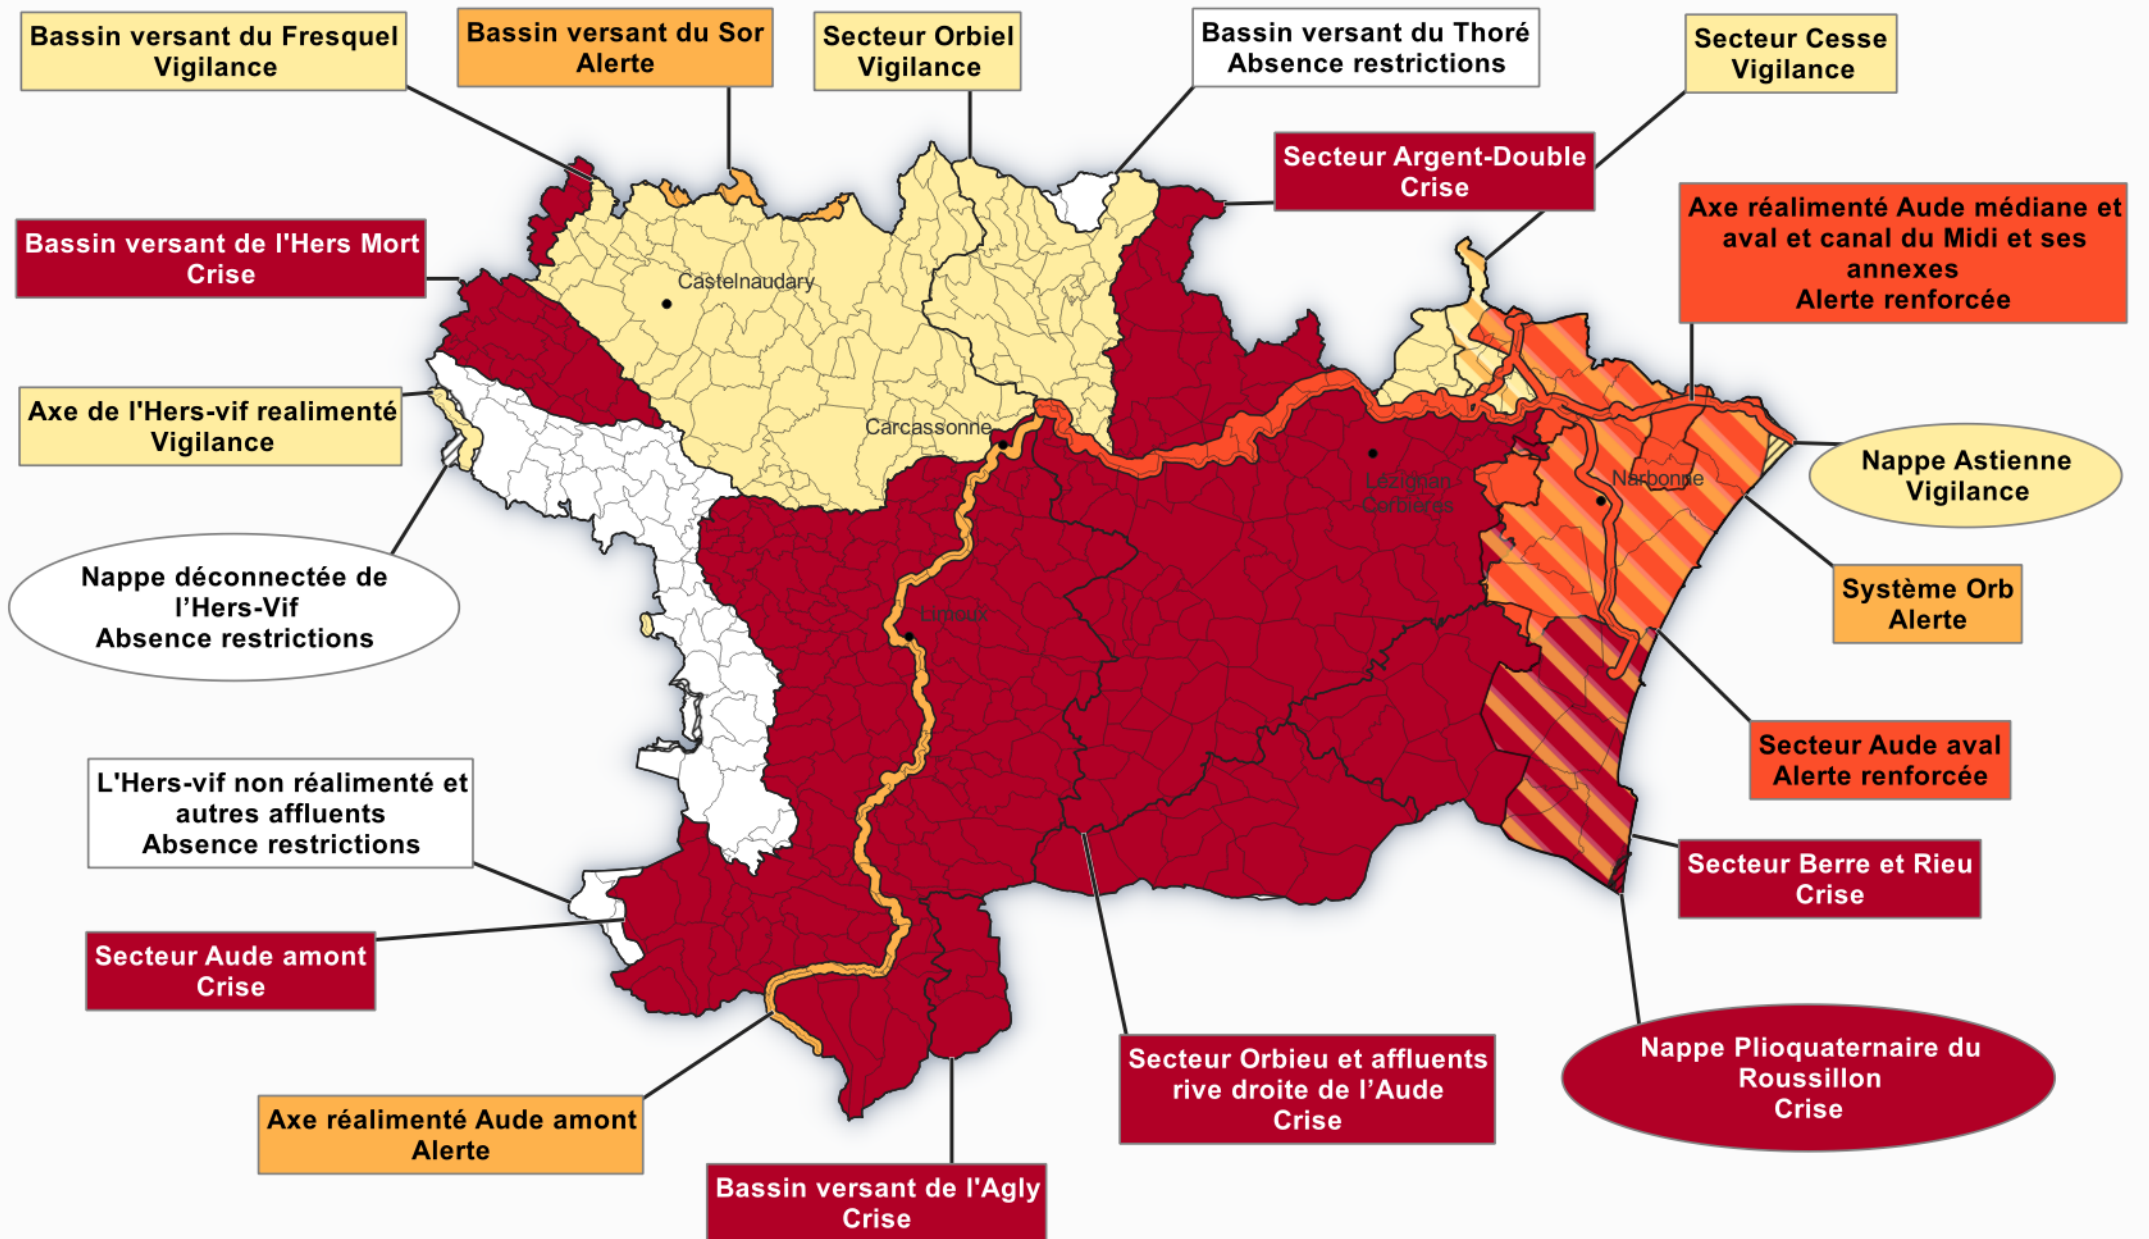 Bassin versant du Fresquel
Vigilance
Bassin versant du Sor
Alerte
Secteur Orbiel
Vigilance
Bassin versant du Thoré
Absence restrictions
Secteur Cesse
Vigilance
Secteur Argent-Double
Crise
Axe réalimenté Aude médiane et
aval et canal du Midi et ses
annexes
Alerte renforcée
Bassin versant de l'Hers Mort
Crise
Castelnaudary
Axe de l'Hers-vif realimenté
Vigilance
Carcassonne
Lézignan
Corbières
Narbonne
Nappe Astienne
Vigilance
Nappe déconnectée de
l’Hers-Vif
Absence restrictions
Limoux
Système Orb
Alerte
Secteur Aude aval
Alerte renforcée
L'Hers-vif non réalimenté et
autres affluents
Absence restrictions
Secteur Berre et Rieu
Crise
Secteur Aude amont
Crise
Secteur Orbieu et affluents
rive droite de l’Aude
Crise
Nappe Plioquaternaire du
Roussillon
Crise
Axe réalimenté Aude amont
Alerte
Bassin versant de l'Agly
Crise